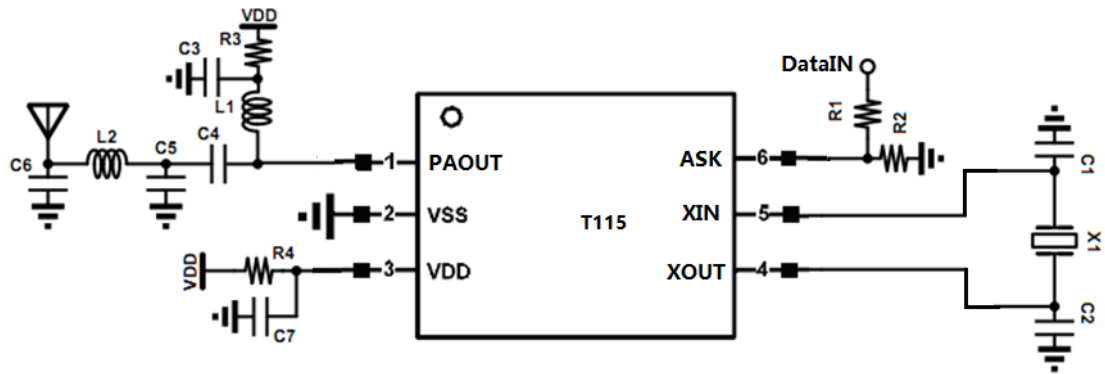 VDD
R3
C3
L1
DataIN
R1
R2
C1
L2
C5
C4
C6
1
PAOUT
ASK
6
2
VSS
T115
XIN
5
X1
VDD
R4
3
VDD
XOUT
4
C7
C2